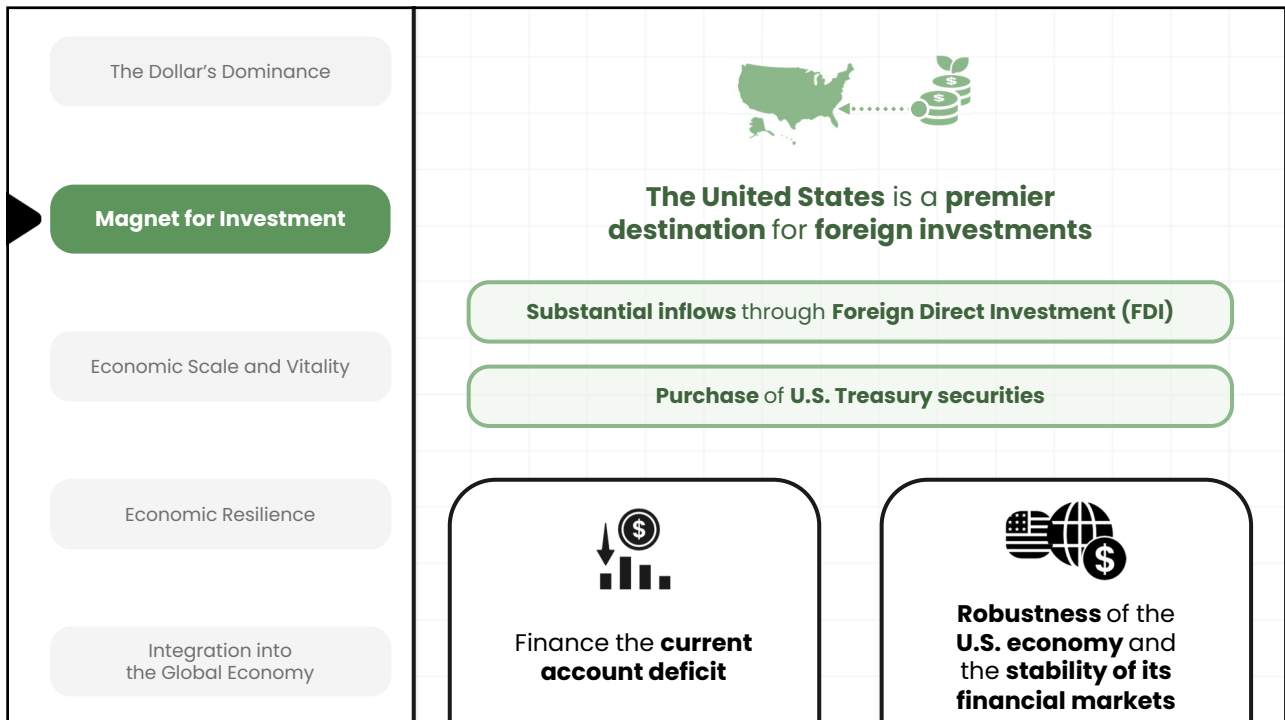 The Dollar’s Dominance
Magnet for Investment
Economic Scale and Vitality
Economic Resilience
Integration into
the Global Economy
$
$
The United States is a premier
destination for foreign investments
Substantial inflows through Foreign Direct Investment (FDI)
Purchase of U.S. Treasury securities
$
Finance the current
account deficit
$
Robustness of the
U.S. economy and
the stability of its
financial markets